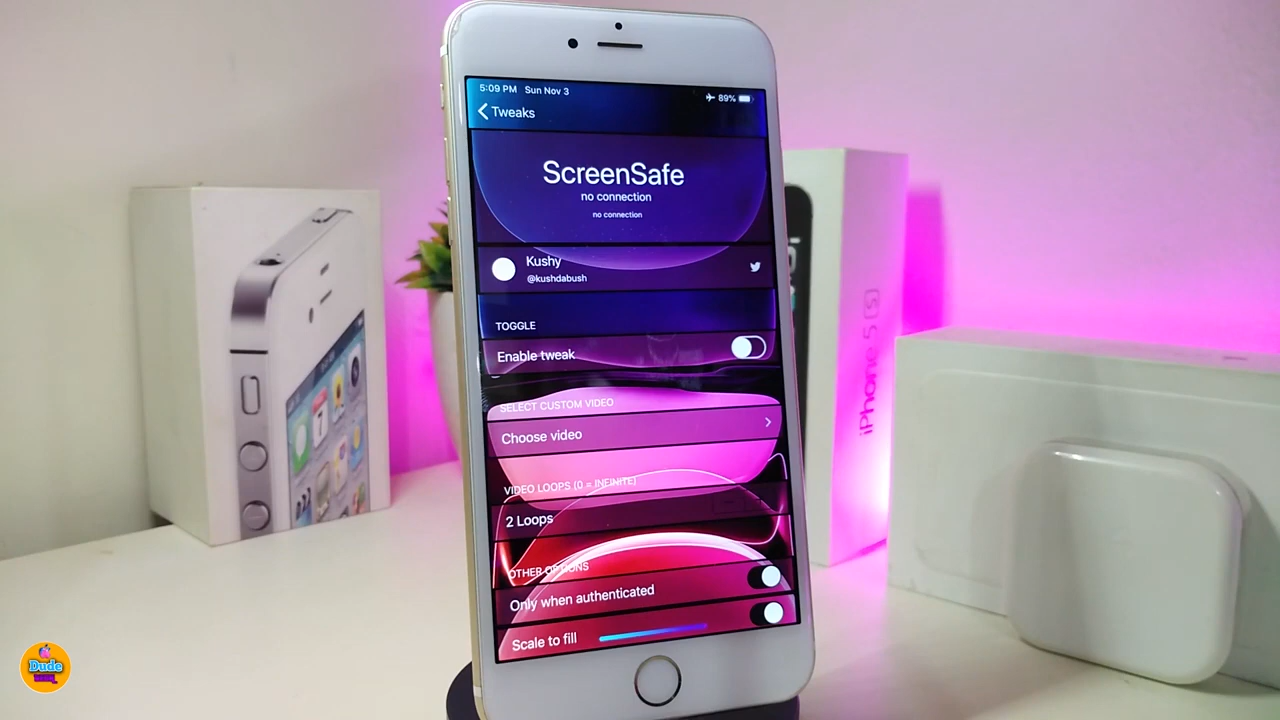 5:09 PM Sun Nov 3
89%
Tweaks
ScreenSafe
no connection
no connection
Kushy
@kushdabush
TOGGLE
Enable tweak
SELECT CUSTOM VIDEO
Choose video
VIDEO LOOPS (0 = INFINITE)
2 Loops
OTHER OPTIONS
Only when authenticated
Scale to fill
iPhone 5 S
Dude